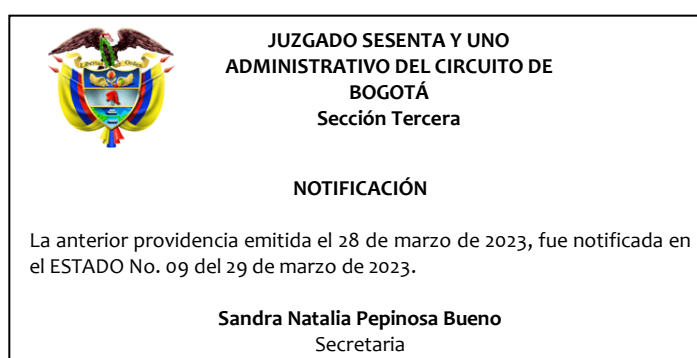 JUZGADO SESENTA Y UNO
ADMINISTRATIVO DEL CIRCUITO DE
BOGOTÁ
Sección Tercera
NOTIFICACIÓN
La anterior providencia emitida el 28 de marzo de 2023, fue notificada en
el ESTADO No. 09 del 29 de marzo de 2023.
Sandra Natalia Pepinosa Bueno
Secretaria